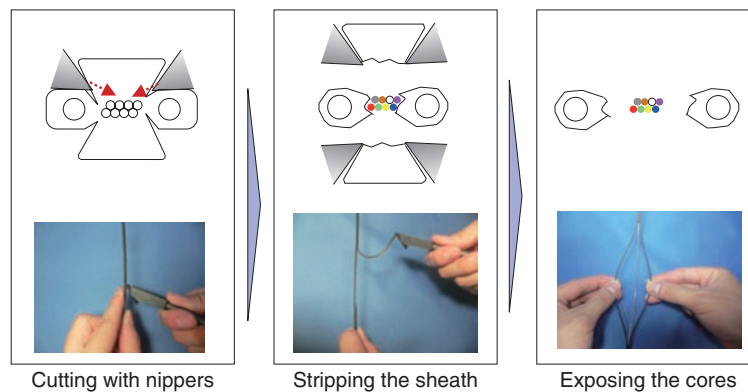 Cutting with nippers
Stripping the sheath
Exposing the cores